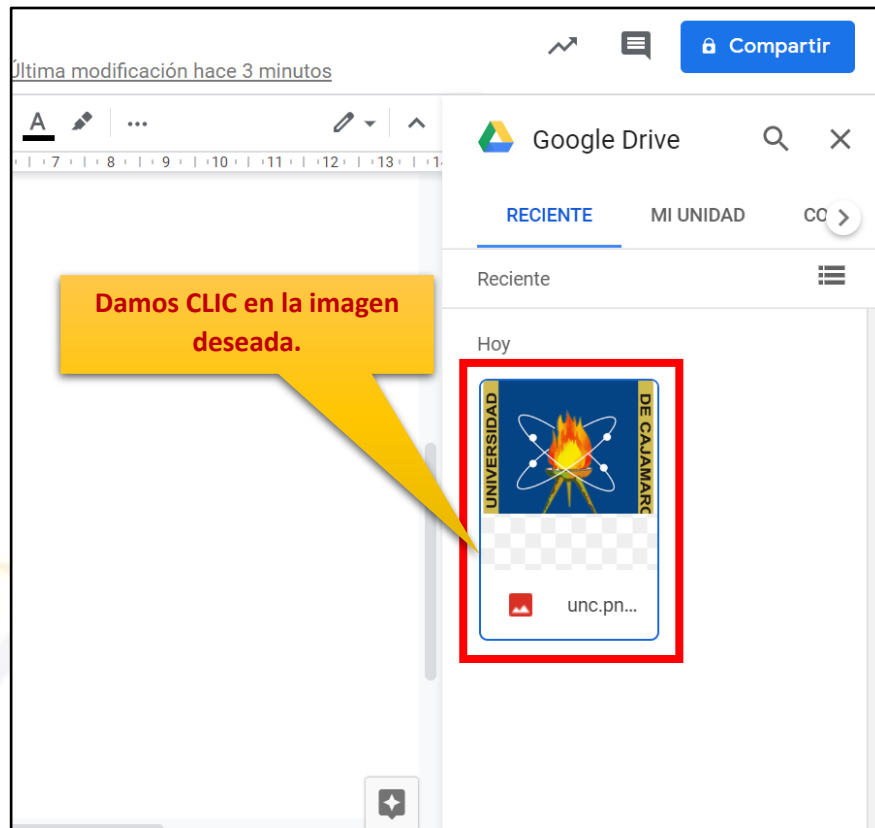 Última modificación hace 3 minutos
Compartir
A
7 8 9 10 11 12 13
Google Drive
RECIENTE MI UNIDAD
Reciente
Damos CLIC en la imagen
deseada.
Hoy
UNIVERSIDAD
DE CAJAMARC
unc.pn...